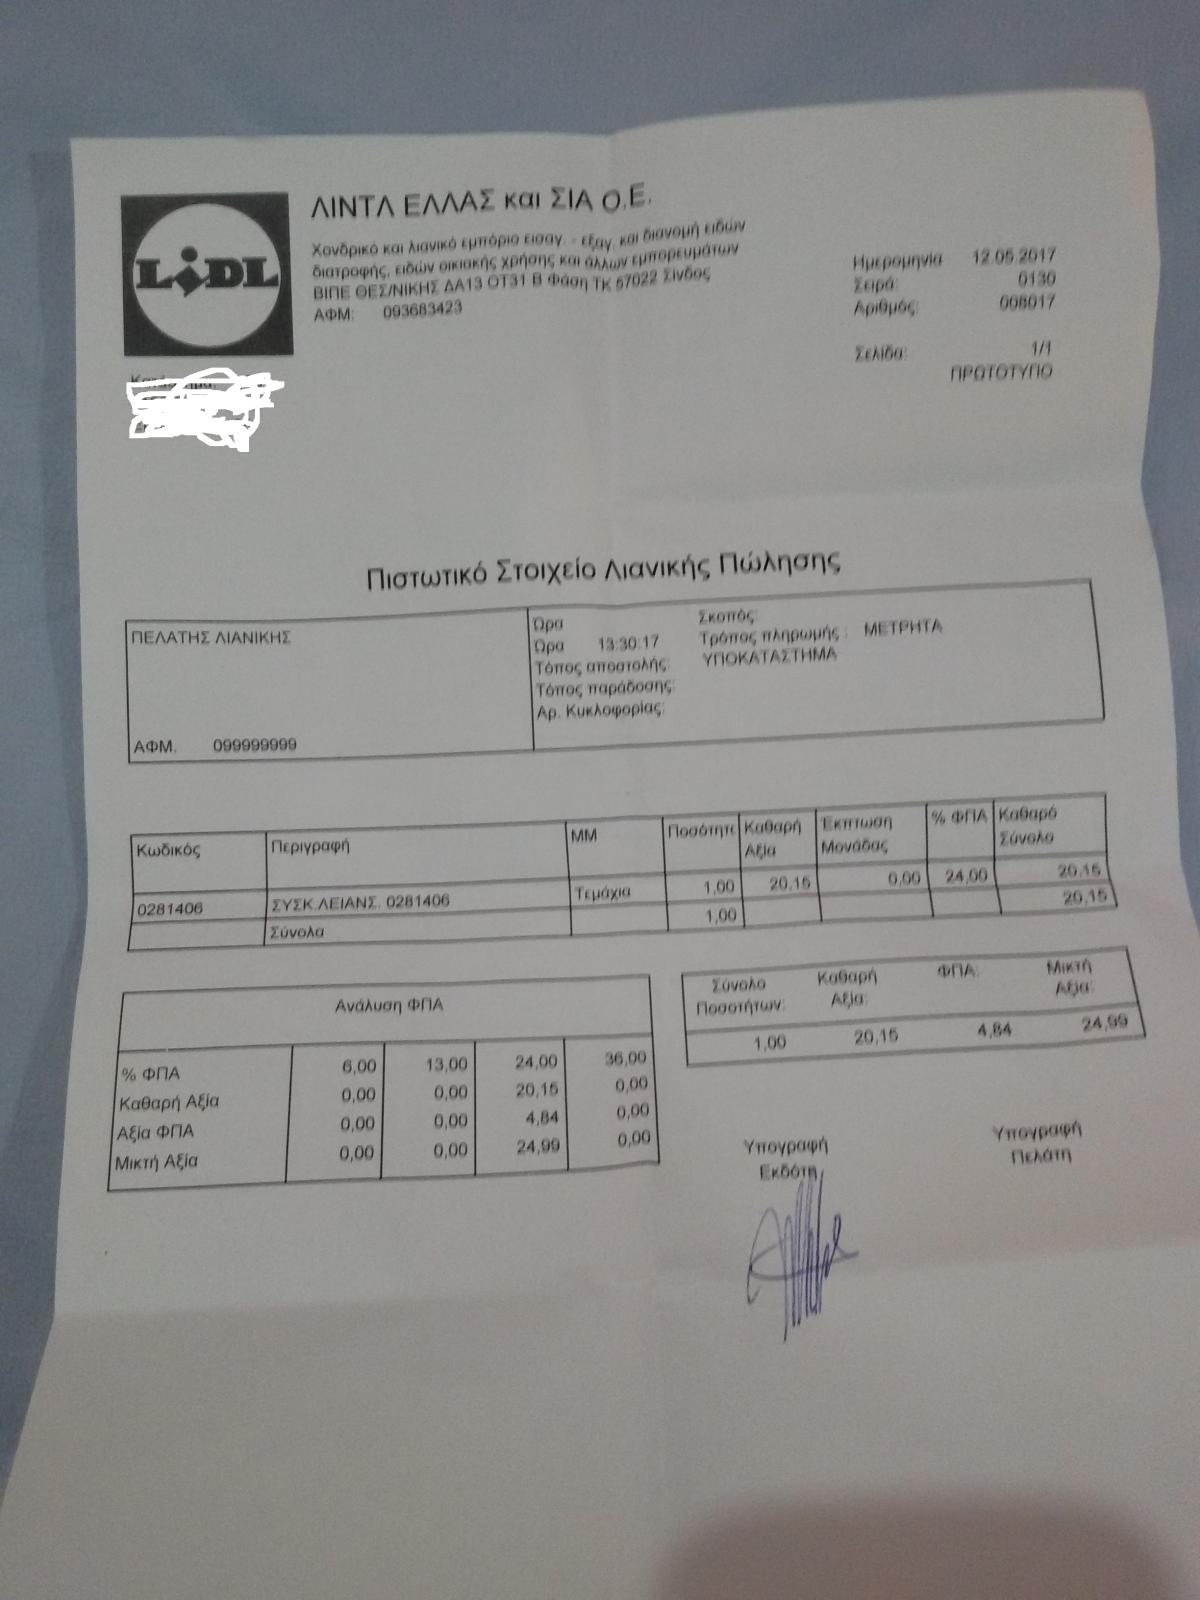 LiDL
ΛΙΝΤΛ ΕΛΛΑΣ και ΣΙΑ Ο.Ε.
Χονδρικό και λιανικό εμπόριο εισαγ. - εξαγ. και διανομή ειδών
διατροφής, ειδών οικιακής χρήσης και άλλων εμπορευμάτων
ΒΙΠΕ ΘΕΣ/ΝΙΚΗΣ ΔΑ13 ΟΤ31 Β Φάση ΤΚ 57022 Σίνδος
ΑΦΜ: 093683423
Ημερομηνία 12.05.2017
Σειρά: 0130
Αριθμός: 008017
Σελίδα: 1/1
ΠΡΩΤΟΤΥΠΟ
Πιστωτικό Στοιχείο Λιανικής Πώλησης
ΠΕΛΑΤΗΣ ΛΙΑΝΙΚΗΣ
ΑΦΜ. 099999999
Ώρα Σκοπός:
Ώρα 13:30:17 Τρόπος πληρωμής : ΜΕΤΡΗΤΑ
Τόπος αποστολής: ΥΠΟΚΑΤΑΣΤΗΜΑ
Τόπος παράδοσης:
Αρ. Κυκλοφορίας:
Κωδικός Περιγραφή ΜΜ Ποσότητα Καθαρή Αξία Έκπτωση Μονάδας % ΦΠΑ Καθαρό Σύνολο
0281406 ΣΥΣΚ.ΛΕΙΑΝΣ. 0281406 Τεμάχια 1,00 20,15 0,00 24,00 20,15
Σύνολα 1,00 20,15
Ανάλυση ΦΠΑ
% ΦΠΑ 6,00 13,00 24,00 36,00
Καθαρή Αξία 0,00 0,00 20,15 0,00
Αξία ΦΠΑ 0,00 0,00 4,84 0,00
Μικτή Αξία 0,00 0,00 24,99 0,00
Σύνολο Ποσοτήτων: Καθαρή Αξία: ΦΠΑ: Μικτή Αξία:
1,00 20,15 4,84 24,99
Υπογραφή Εκδότη
Υπογραφή Πελάτη